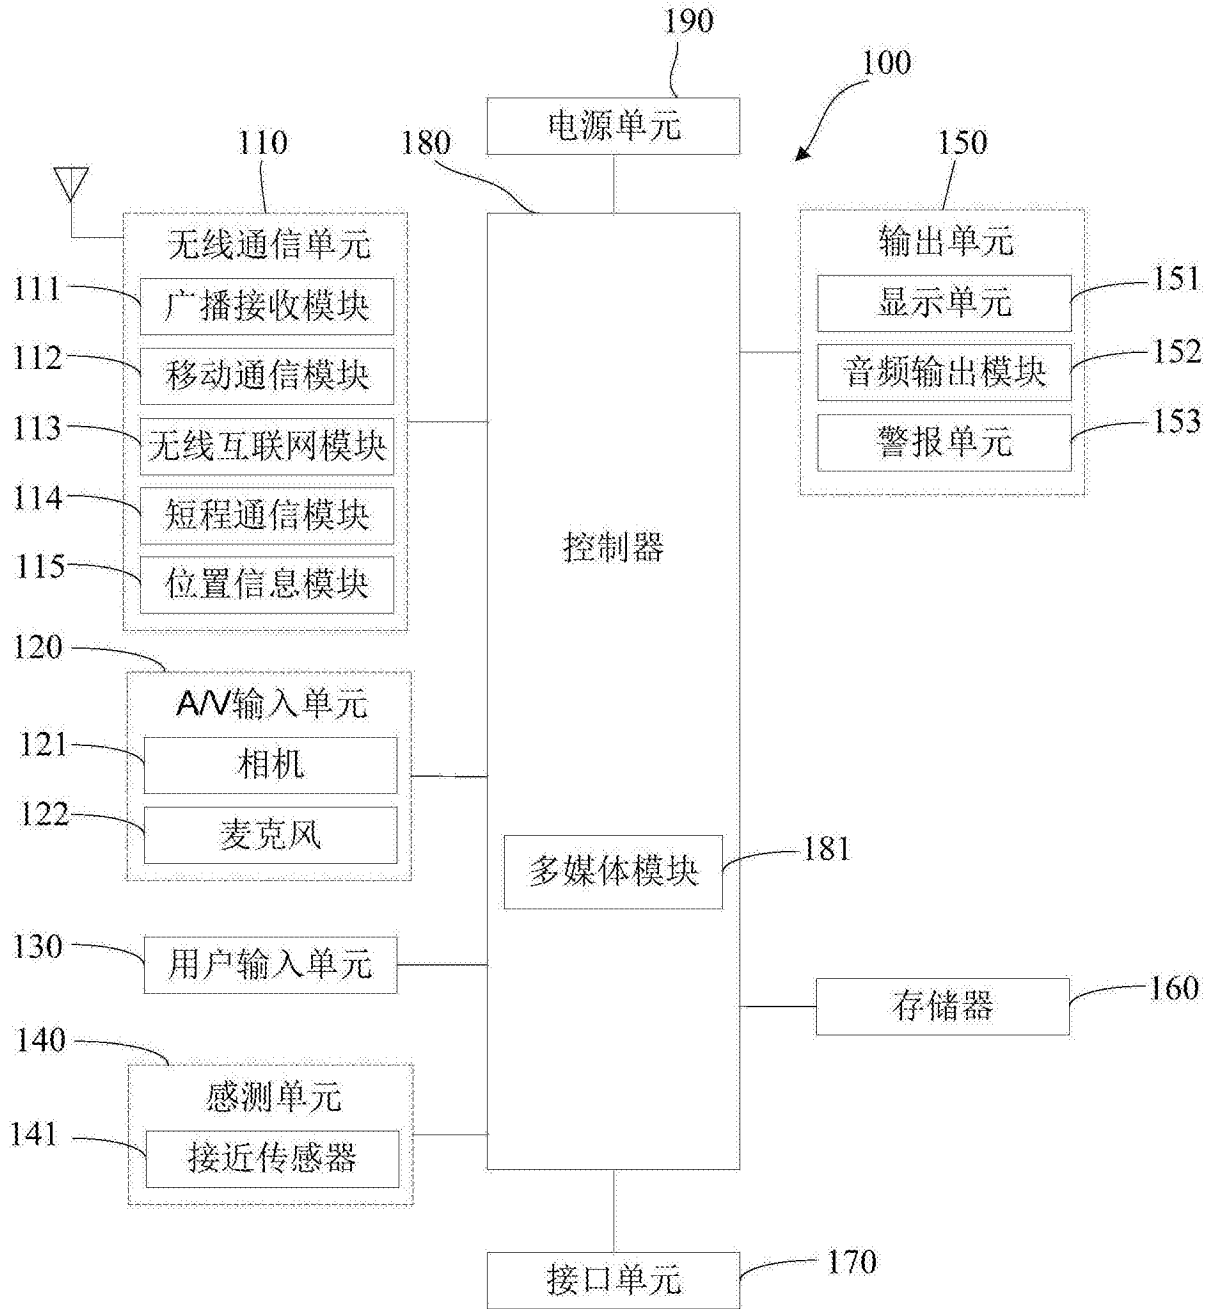 190
100
电源单元
110
180
150
无线通信单元
输出单元
111
广播接收模块
显示单元
151
112
移动通信模块
音频输出模块
152
113
无线互联网模块
警报单元
153
114
短程通信模块
控制器
115
位置信息模块
120
A/V输入单元
121
相机
122
麦克风
多媒体模块
181
130
用户输入单元
存储器
160
140
感测单元
141
接近传感器
接口单元
170